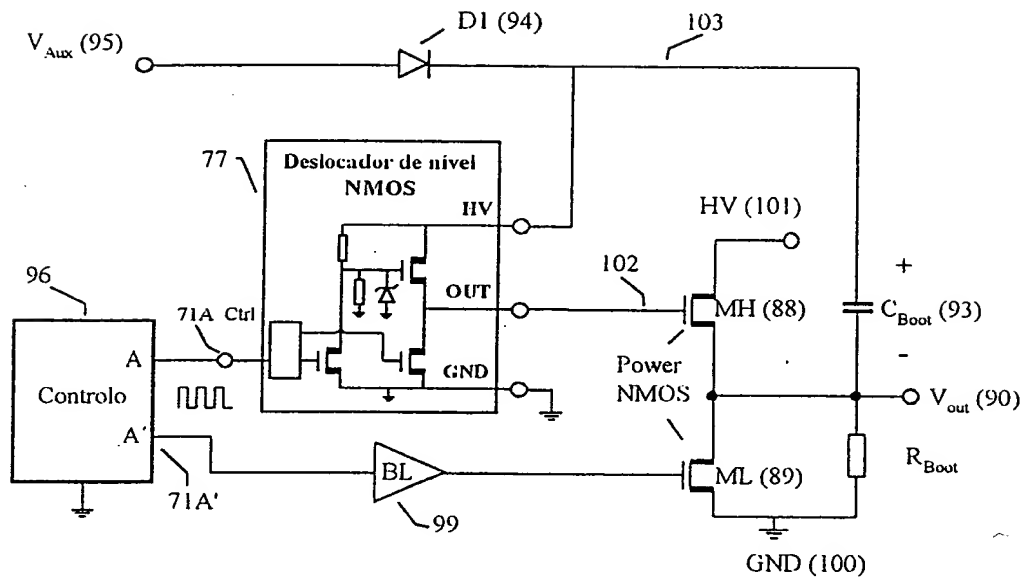 D1 (94)
103
V_Aux (95)
77
Deslocador de nível
NMOS
HV
HV (101)
96
102
+
OUT
71A Ctrl
MH (88)
C_Boot (93)
A
Power
NMOS
-
GND
Controlo
V_out (90)
A'
BL
ML (89)
R_Boot
71A'
99
GND (100)